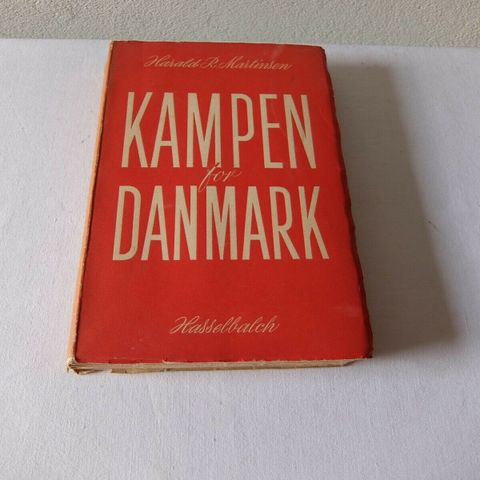 Harald R. Martinsen
KAMPEN
for
DANMARK
Hasselbalch